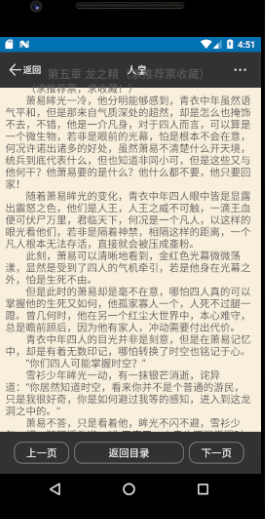 4:51
返回
人皇
第五章 龙之精（求推荐票收藏）
（求推荐票，求收藏！）
萧易眸光一冷，他分明能够感到，青衣中年虽然语
气平和，但是那来自气质深处的超然，却是怎么也掩饰
不去，不错，他是一介凡身，对于四人而言，可以算是
一个微生物，若非是眼前的光幕，怕是根本不会在意，
何况许诺出诸多的好处，虽然萧易不清楚什么开天境，
统兵到底代表什么，但也知道非同小可，但是这些又与
他何干？他萧易要的是什么？他什么都不要，他只要回
家！
随着萧易眸光的变化，青衣中年四人眼中皆是显露
出震怒之色，他们是人王，人王之威不可触，一滴王血
便可伏尸万里，君临天下，何况是一个凡人，以这样的
眼光看他们，若非是隔着神禁，相隔这样的距离，一个
凡人根本无法存活，直接就会被压成齑粉。
此刻，萧易可以清晰地看到，金红色光幕微微荡
漾，显然是受到了四人的气机牵引，若是他身在光幕之
外，怕是生死不由。
但是此时的萧易却是毫不在意，哪怕四人真的可以
掌握他的生死又如何，他孤家寡人一个，人死不过腿一
蹬。曾几何时，他在另一个红尘大世界中，本心难守，
总是瞻前顾后，因为他有家人，冲动需要付出代价。
青衣中年四人的目光并非是刻意，但是在萧易记忆
中，却是有着无数印记，哪怕转换了时空也铭记于心。
“你们四人可能掌握时空？”
雪衫少年眸光一动，有一抹银芒消逝，诧异
道：“你居然知道时空，看来你并不是个普通的游民，
只是我很好奇，你是如何避过我等的感知，进入到这龙
洞之中的。”
萧易不答，只是看着他，眸光不闪不避，雪衫少
上一页
返回目录
下一页